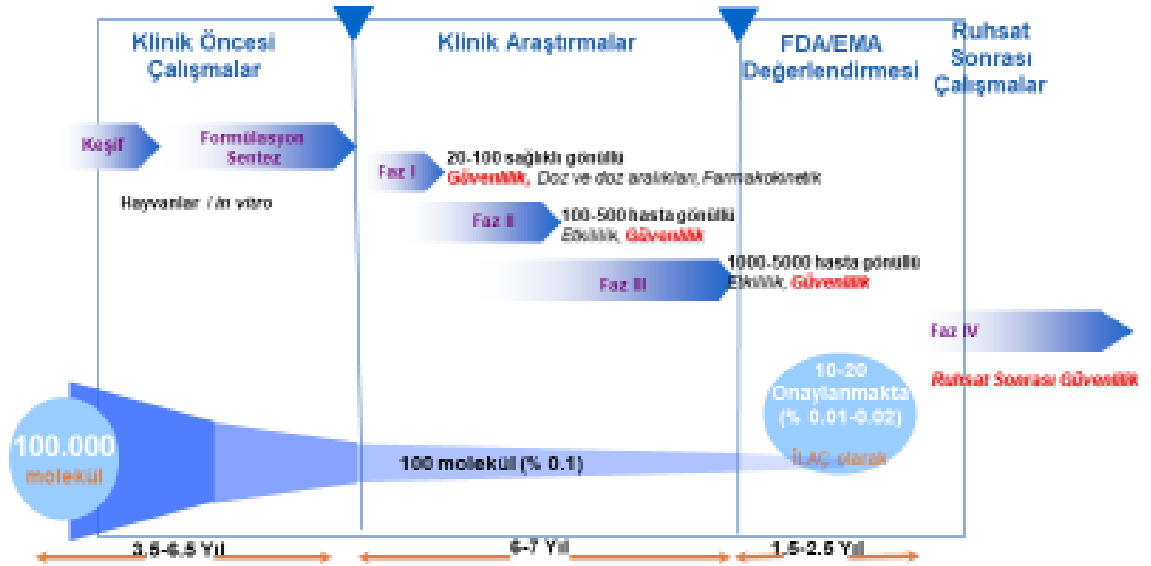 Klinik Öncesi
Çalışmalar
Klinik Araştırmalar
FDA/EMA
Değerlendirmesi
Ruhsat
Sonrası
Çalışmalar
Keşif
Formülasyon
Sentez
Hayvanlar / in vitro
Faz I
20-100 sağlıklı gönüllü
Güvenlilik, Doz ve doz aralıkları, Farmakokinetik
Faz II
100-500 hasta gönüllü
Etkililik, Güvenlilik
Faz III
1000-5000 hasta gönüllü
Etkililik, Güvenlilik
Faz IV
Ruhsat Sonrası Güvenlilik
100.000
molekül
100 molekül (% 0.1)
10-20
Onaylanmakta
(% 0.01-0.02)
İLAÇ olarak
3.5-6.5 Yıl
6-7 Yıl
1.5-2.5 Yıl